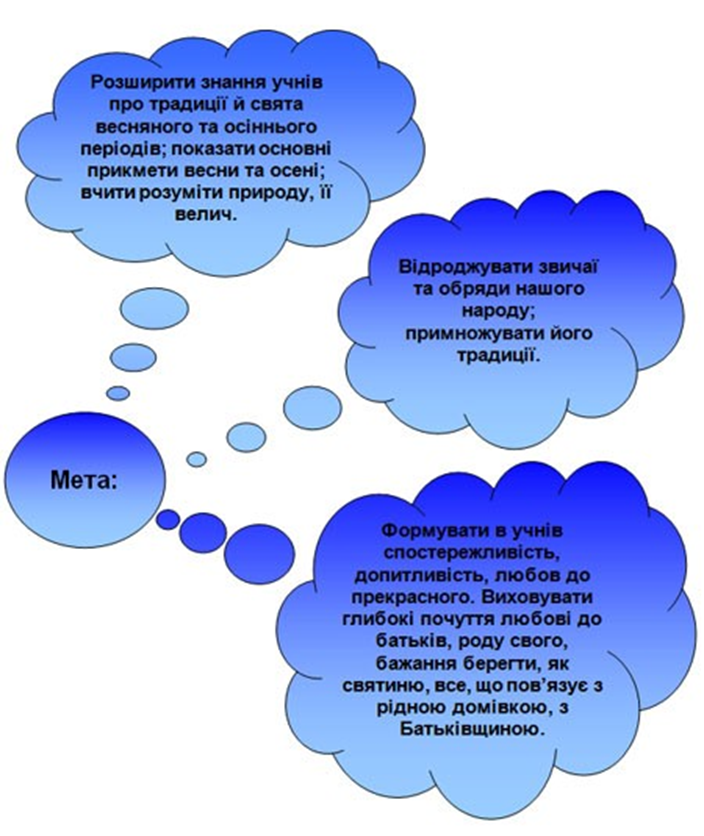 Розширити знання учнів
про традиції й свята
весняного та осіннього
періодів; показати основні
прикмети весни та осені;
вчити розуміти природу, її
велич.
Відроджувати звичаї
та обряди нашого
народу;
примножувати його
традиції.
Мета:
Формувати в учнів
спостережливість,
допитливість, любов до
прекрасного. Виховувати
глибокі почуття любові до
батьків, роду свого,
бажання берегти, як
святиню, все, що пов’язує з
рідною домівкою, з
Батьківщиною.